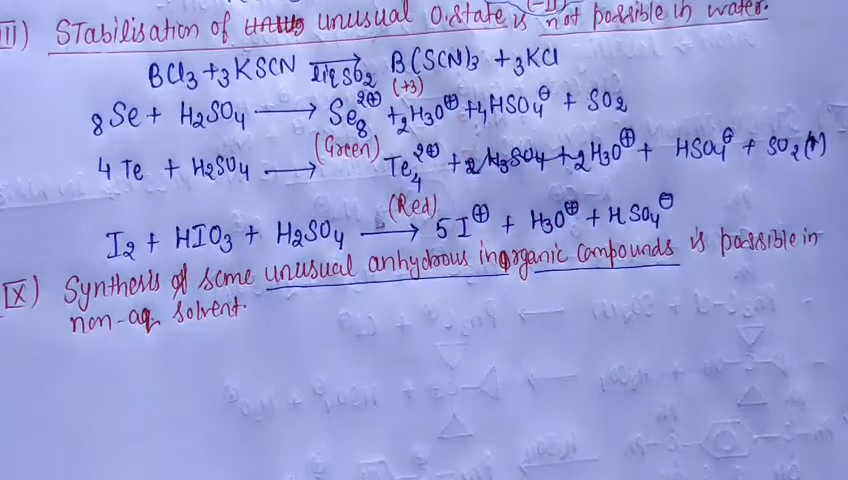 II) Stabilisation of unusual O.state is not possible in water.
(-II)
BCl3 + 3KSCN ⟶ B(SCN)3 + 3KCl
liq SO2 (+3)
8Se + H2SO4 ⟶ Se8 2⊕ + 2H3O⊕ + 4HSO4⊖ + SO2
(Green)
4Te + H2SO4 ⟶ Te4 2⊕ + 2H3O⊕ + HSO4⊖ + SO2(↑)
(Red)
I2 + HIO3 + H2SO4 ⟶ 5I⊕ + H3O⊕ + HSO4⊖
IX) Synthesis of some unusual anhydrous inorganic compounds is possible in
non-aq. solvent.